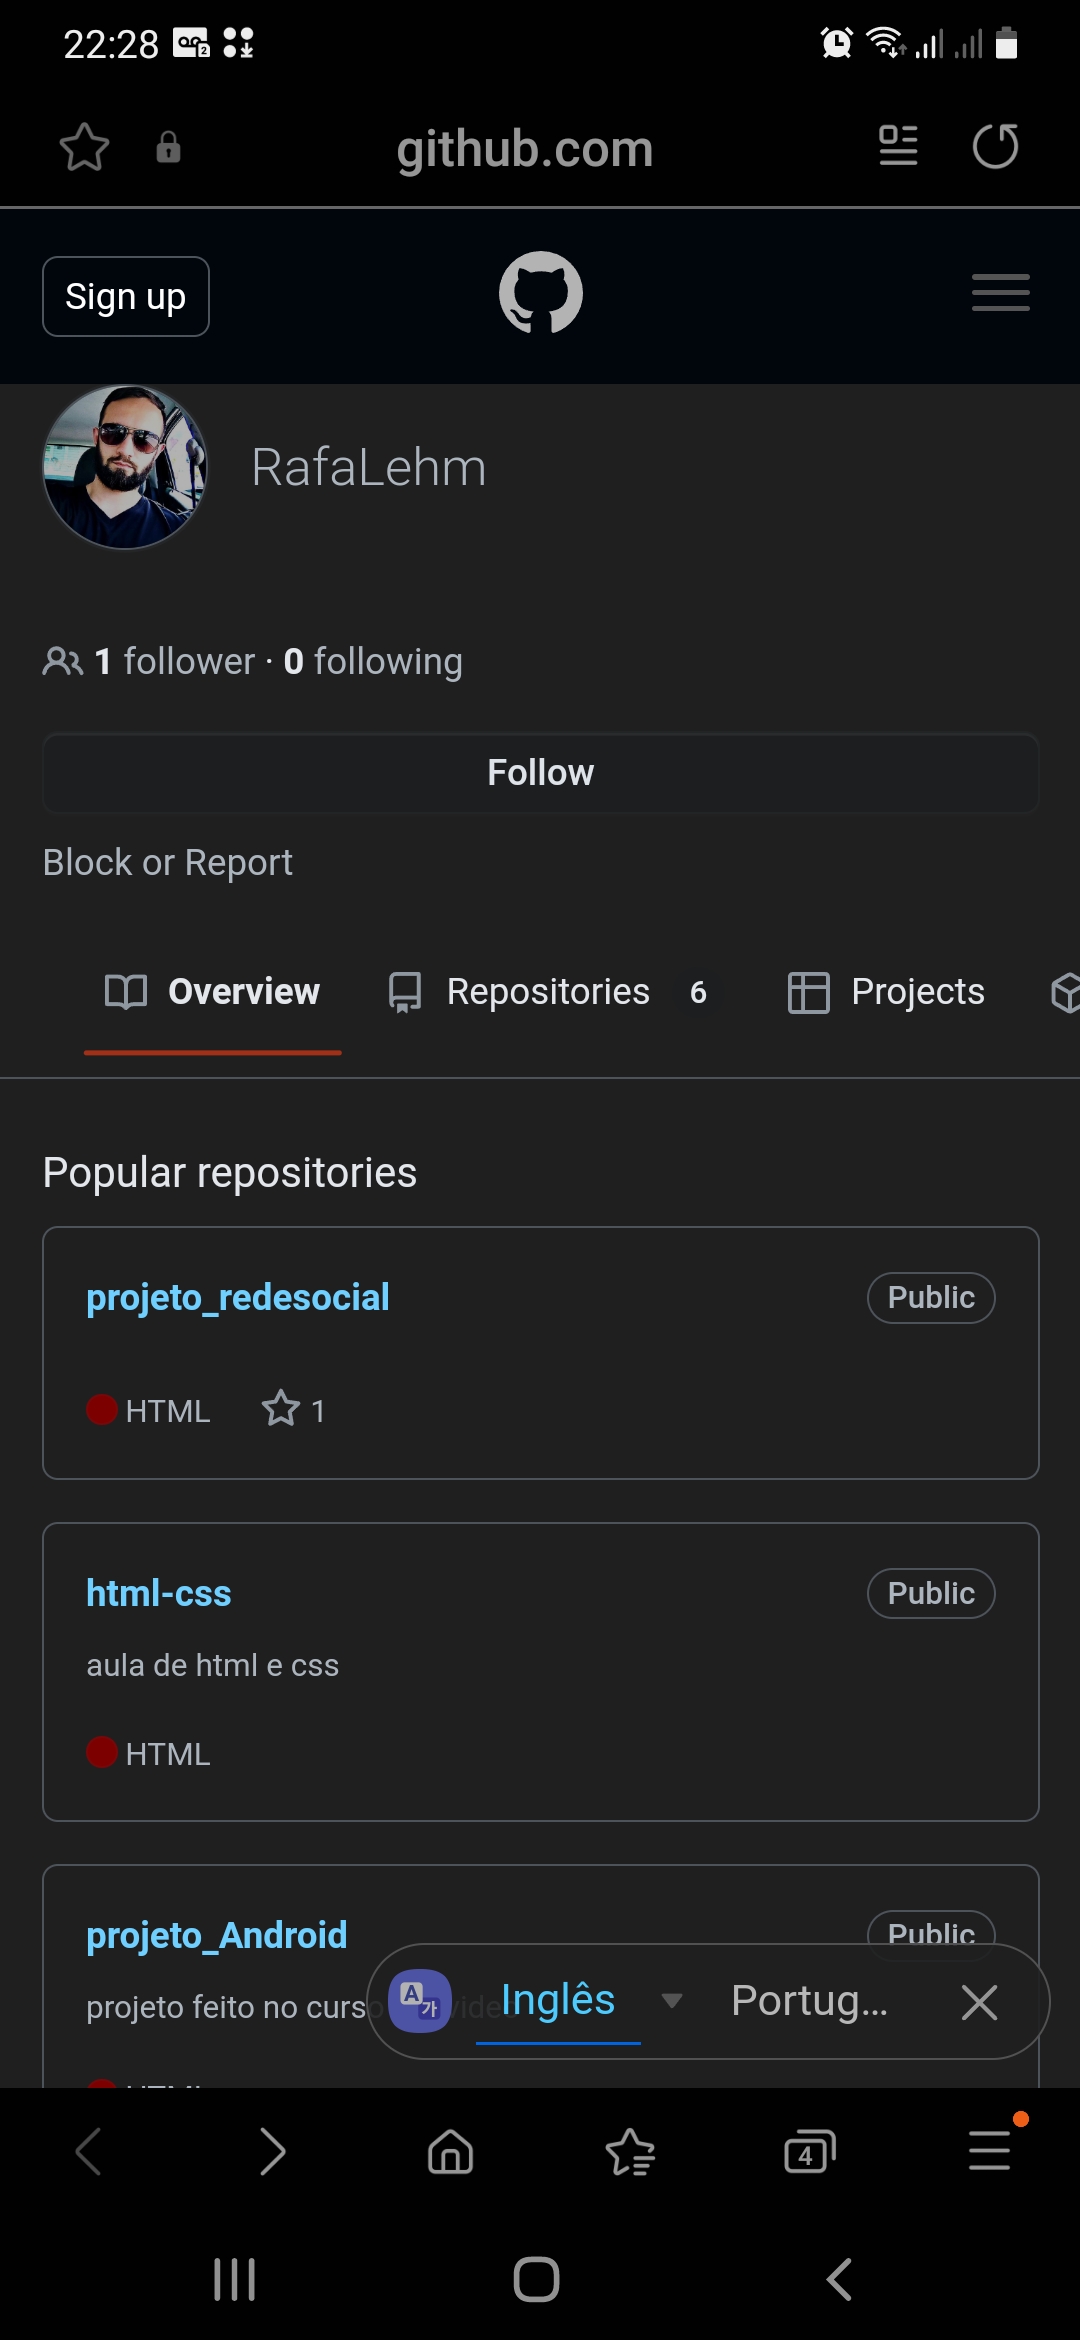 22:28
github.com
Sign up
RafaLehm
1 follower · 0 following
Follow
Block or Report
Overview
Repositories 6
Projects
Popular repositories
projeto_redesocial
Public
HTML
1
html-css
Public
aula de html e css
HTML
projeto_Android
Public
projeto feito no curso
Inglês
Portug...
HTML
4